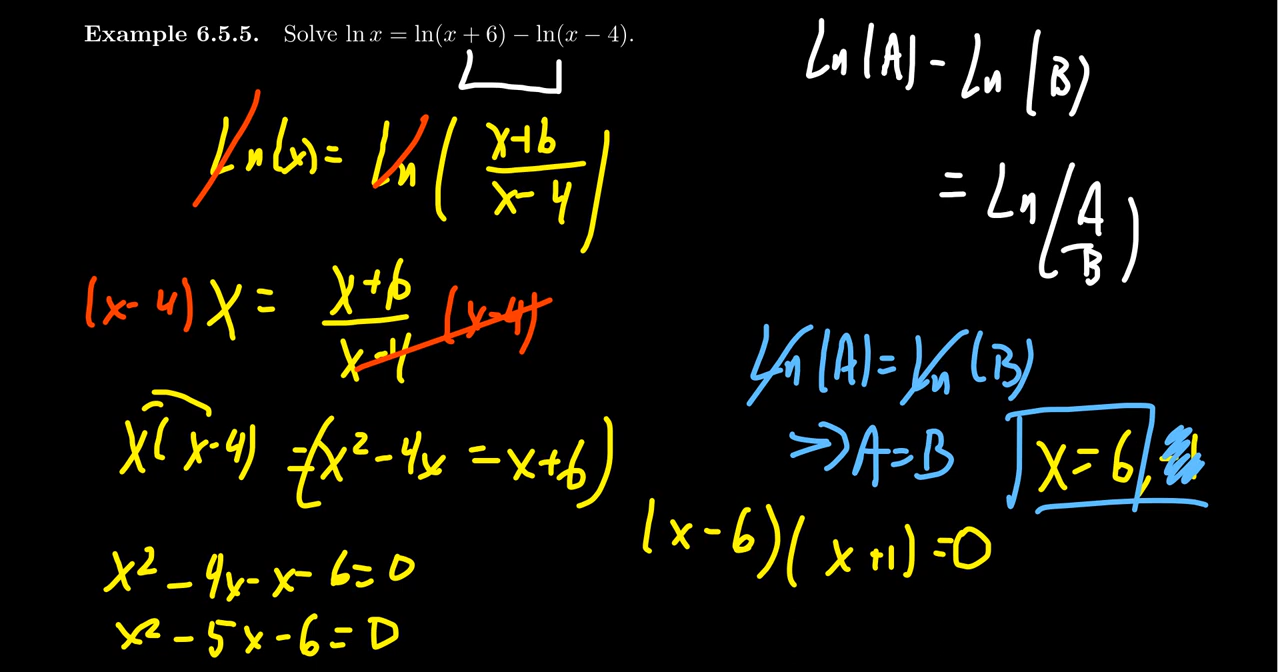 Example 6.5.5. Solve ln x = ln(x + 6) − ln(x − 4).
Ln(x) = Ln( (x+6)/(x-4) )
(x-4) X = (x+6)/(x-4) (x-4)
X(x-4) = (x² - 4x = x+6)
x² - 4x - x - 6 = 0
x² - 5x - 6 = 0
Ln(A) - Ln(B)
= Ln(A/B)
Ln(A) = Ln(B)
=> A = B
X = 6,
(x-6)(x+1) = 0